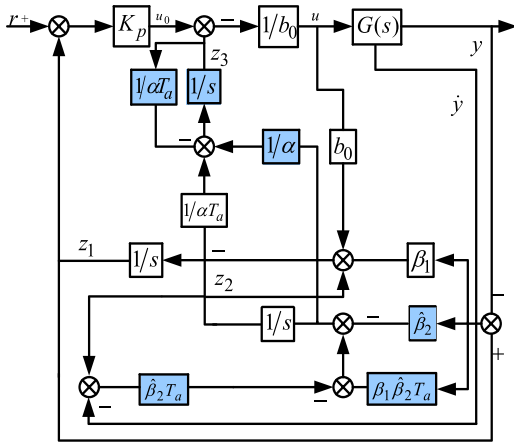 r + K_p u_0 − 1/b_0 u G(s) y
z_3 ẏ
1/αT_a 1/s
− 1/α b_0
1/αT_a
z_1 1/s − β_1
z_2 −
1/s − β̂_2
+
β̂_2T_a − β_1β̂_2T_a
−